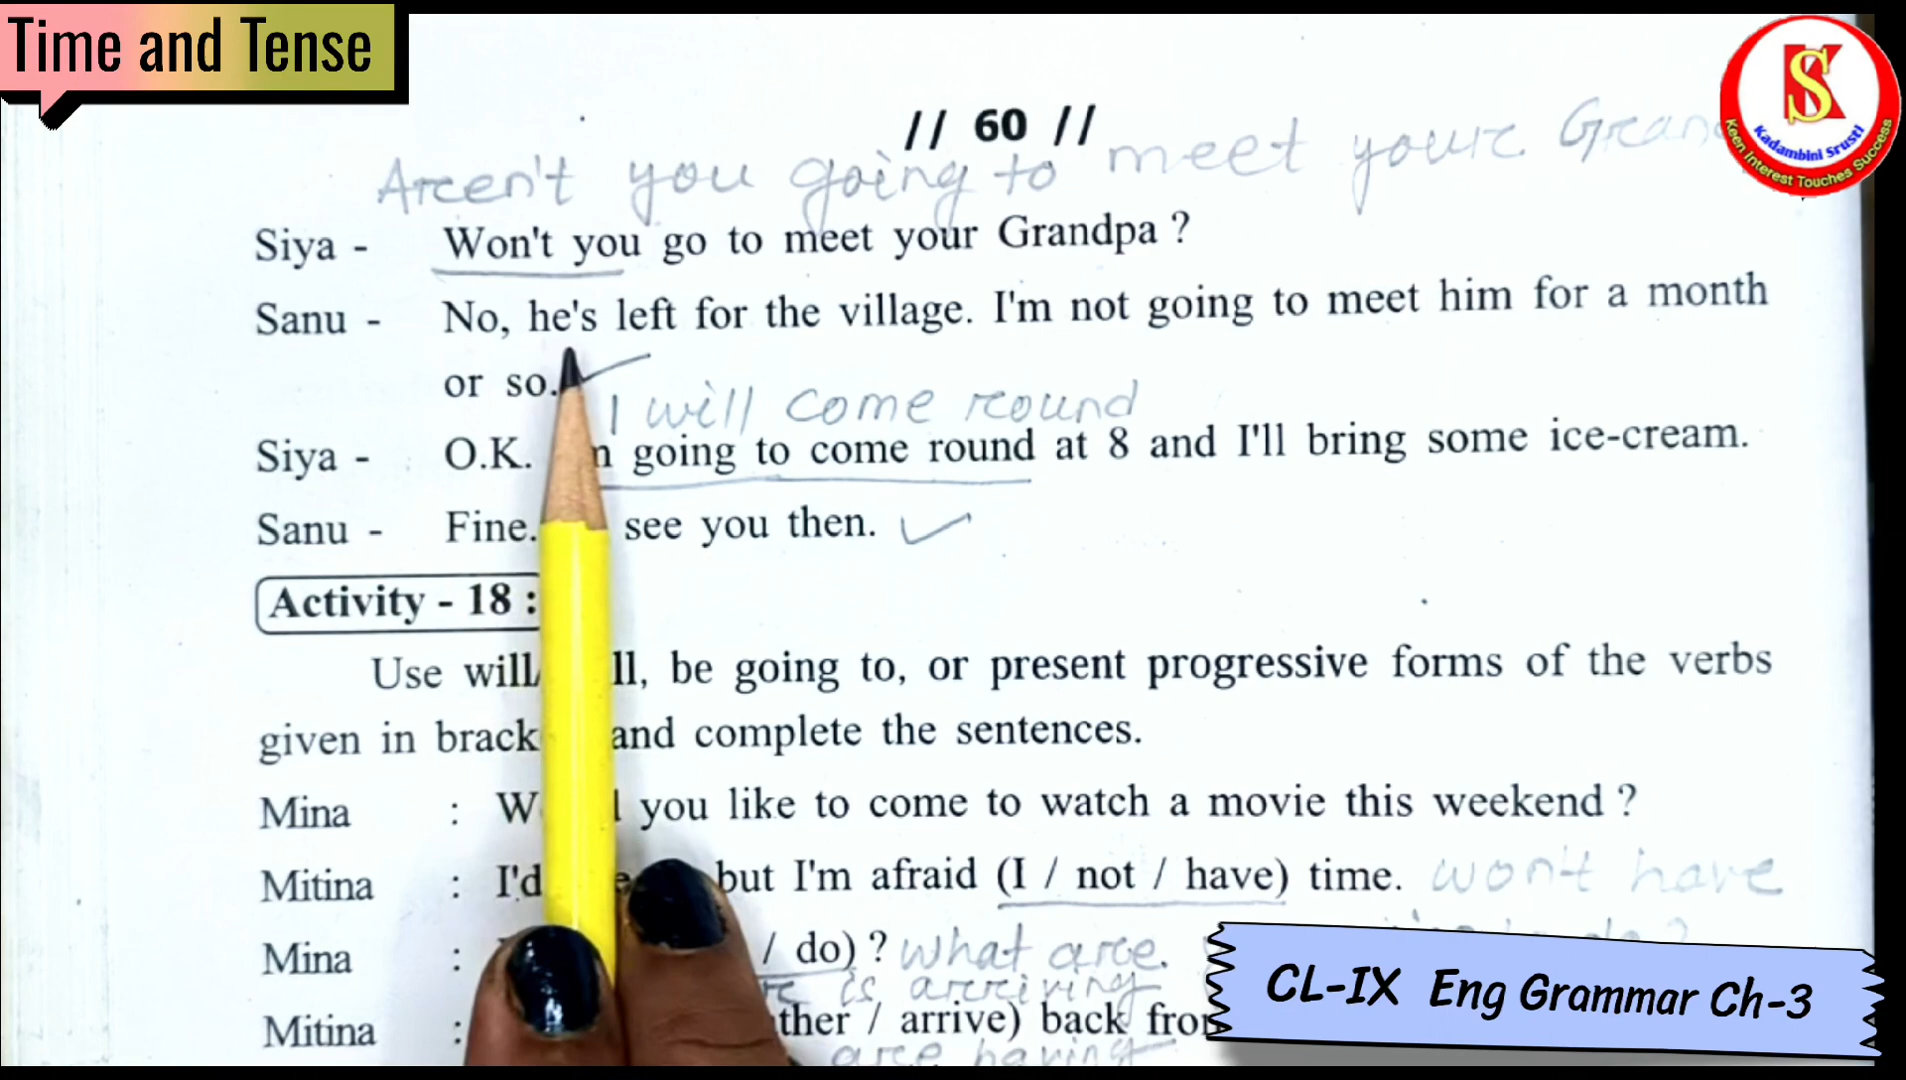 Time and Tense
KS
Kadambini Srusti
Keen Interest Touches Success
// 60 //
Aren't you going to meet your
Siya - Won't you go to meet your Grandpa ?
Sanu - No, he's left for the village. I'm not going to meet him for a month
or so.
I will come round
Siya - O.K. going to come round at 8 and I'll bring some ice-cream.
Sanu - Fine. see you then.
Activity - 18 :
Use will be going to, or present progressive forms of the verbs
given in and complete the sentences.
Mina : you like to come to watch a movie this weekend ?
Mitina : I'd but I'm afraid (I / not / have) time. won't have
Mina : / do) ? what are
is arriving
Mitina : / arrive) back
are having
CL-IX Eng Grammar Ch-3